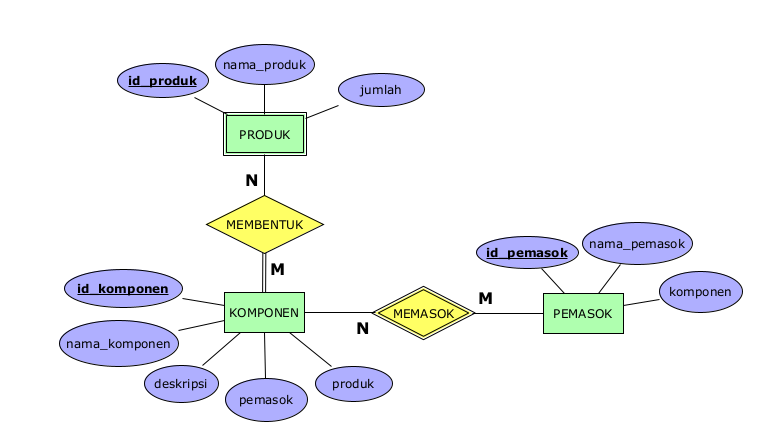 nama_produk
id_produk
jumlah
PRODUK
N
MEMBENTUK
M
id_pemasok
nama_pemasok
id_komponen
komponen
KOMPONEN
N
MEMASOK
M
PEMASOK
nama_komponen
deskripsi
pemasok
produk